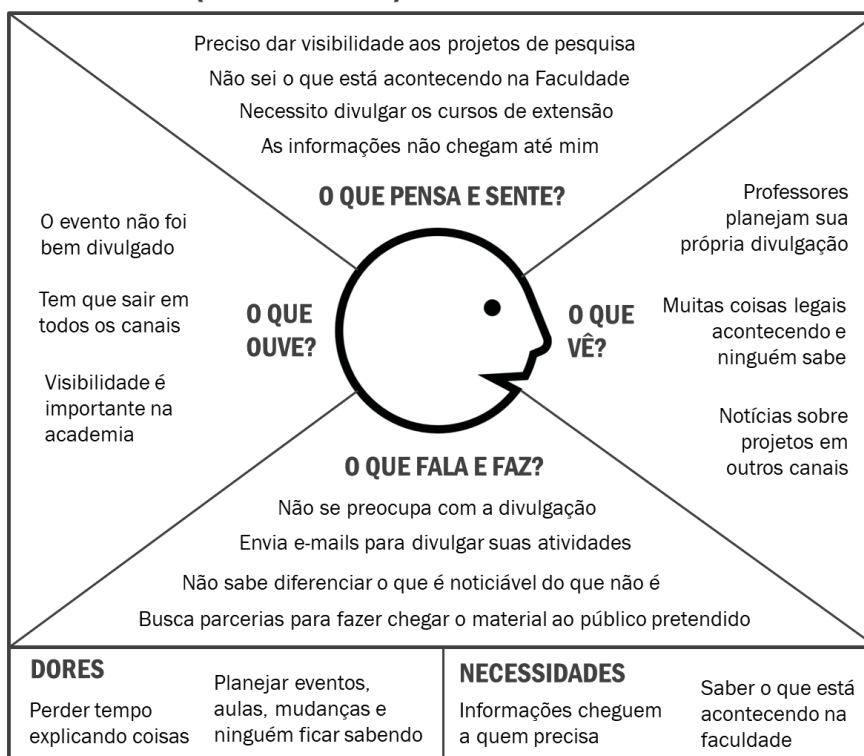 Preciso dar visibilidade aos projetos de pesquisa
Não sei o que está acontecendo na Faculdade
Necessito divulgar os cursos de extensão
As informações não chegam até mim
O QUE PENSA E SENTE?
O evento não foi
bem divulgado
Tem que sair em
todos os canais
Visibilidade é
importante na
academia
O QUE
OUVE?
O QUE
VÊ?
Professores
planejam sua
própria divulgação
Muitas coisas legais
acontecendo e
ninguém sabe
Notícias sobre
projetos em
outros canais
O QUE FALA E FAZ?
Não se preocupa com a divulgação
Envia e-mails para divulgar suas atividades
Não sabe diferenciar o que é noticiável do que não é
Busca parcerias para fazer chegar o material ao público pretendido
DORES
Perder tempo
explicando coisas
Planejar eventos,
aulas, mudanças e
ninguém ficar sabendo
NECESSIDADES
Informações cheguem
a quem precisa
Saber o que está
acontecendo na
faculdade